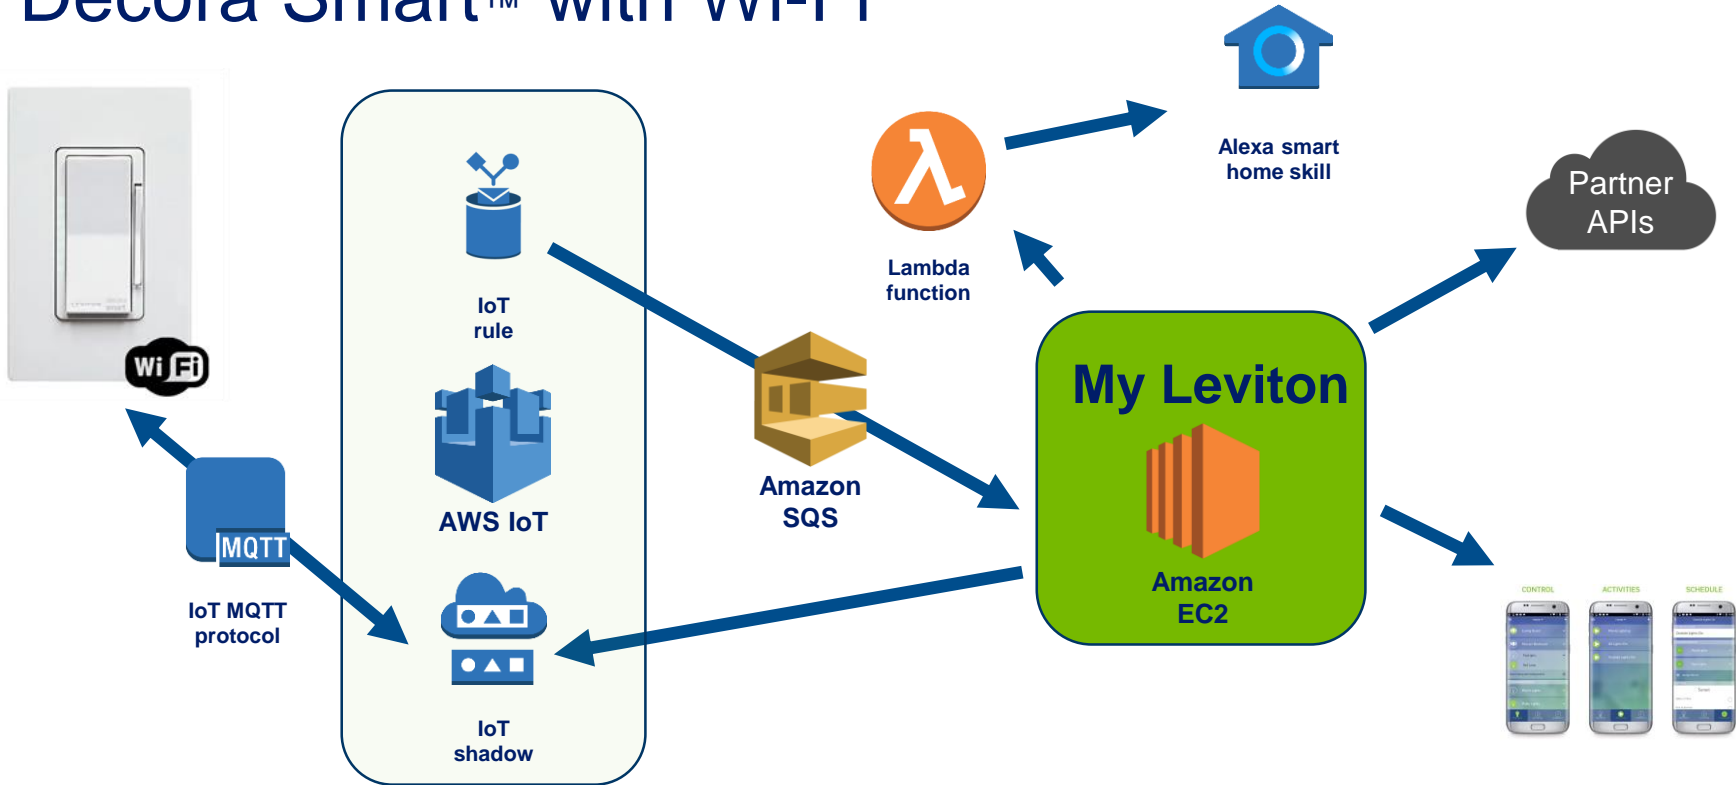 Decora Smart™ with Wi-Fi
Alexa smart
home skill
Partner
APIs
Lambda
function
IoT
rule
Wi Fi
My Leviton
AWS IoT
Amazon
SQS
MQTT
IoT MQTT
protocol
Amazon
EC2
CONTROL
ACTIVITIES
SCHEDULE
IoT
shadow